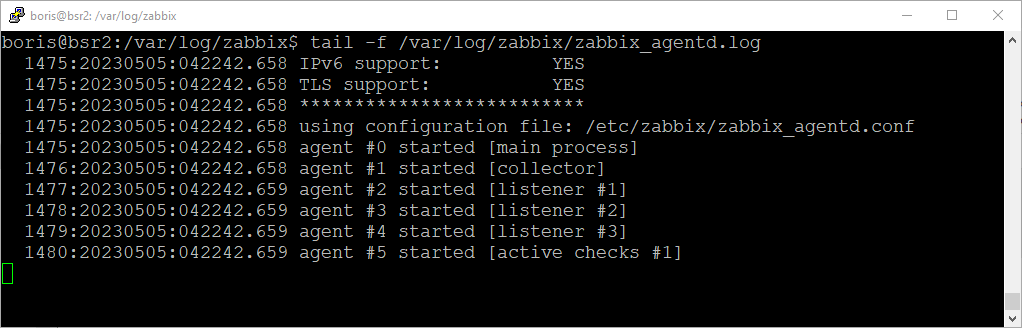 boris@bsr2: /var/log/zabbix
boris@bsr2:/var/log/zabbix$ tail -f /var/log/zabbix/zabbix_agentd.log
  1475:20230505:042242.658 IPv6 support:          YES
  1475:20230505:042242.658 TLS support:           YES
  1475:20230505:042242.658 **************************
  1475:20230505:042242.658 using configuration file: /etc/zabbix/zabbix_agentd.conf
  1475:20230505:042242.658 agent #0 started [main process]
  1476:20230505:042242.658 agent #1 started [collector]
  1477:20230505:042242.659 agent #2 started [listener #1]
  1478:20230505:042242.659 agent #3 started [listener #2]
  1479:20230505:042242.659 agent #4 started [listener #3]
  1480:20230505:042242.659 agent #5 started [active checks #1]